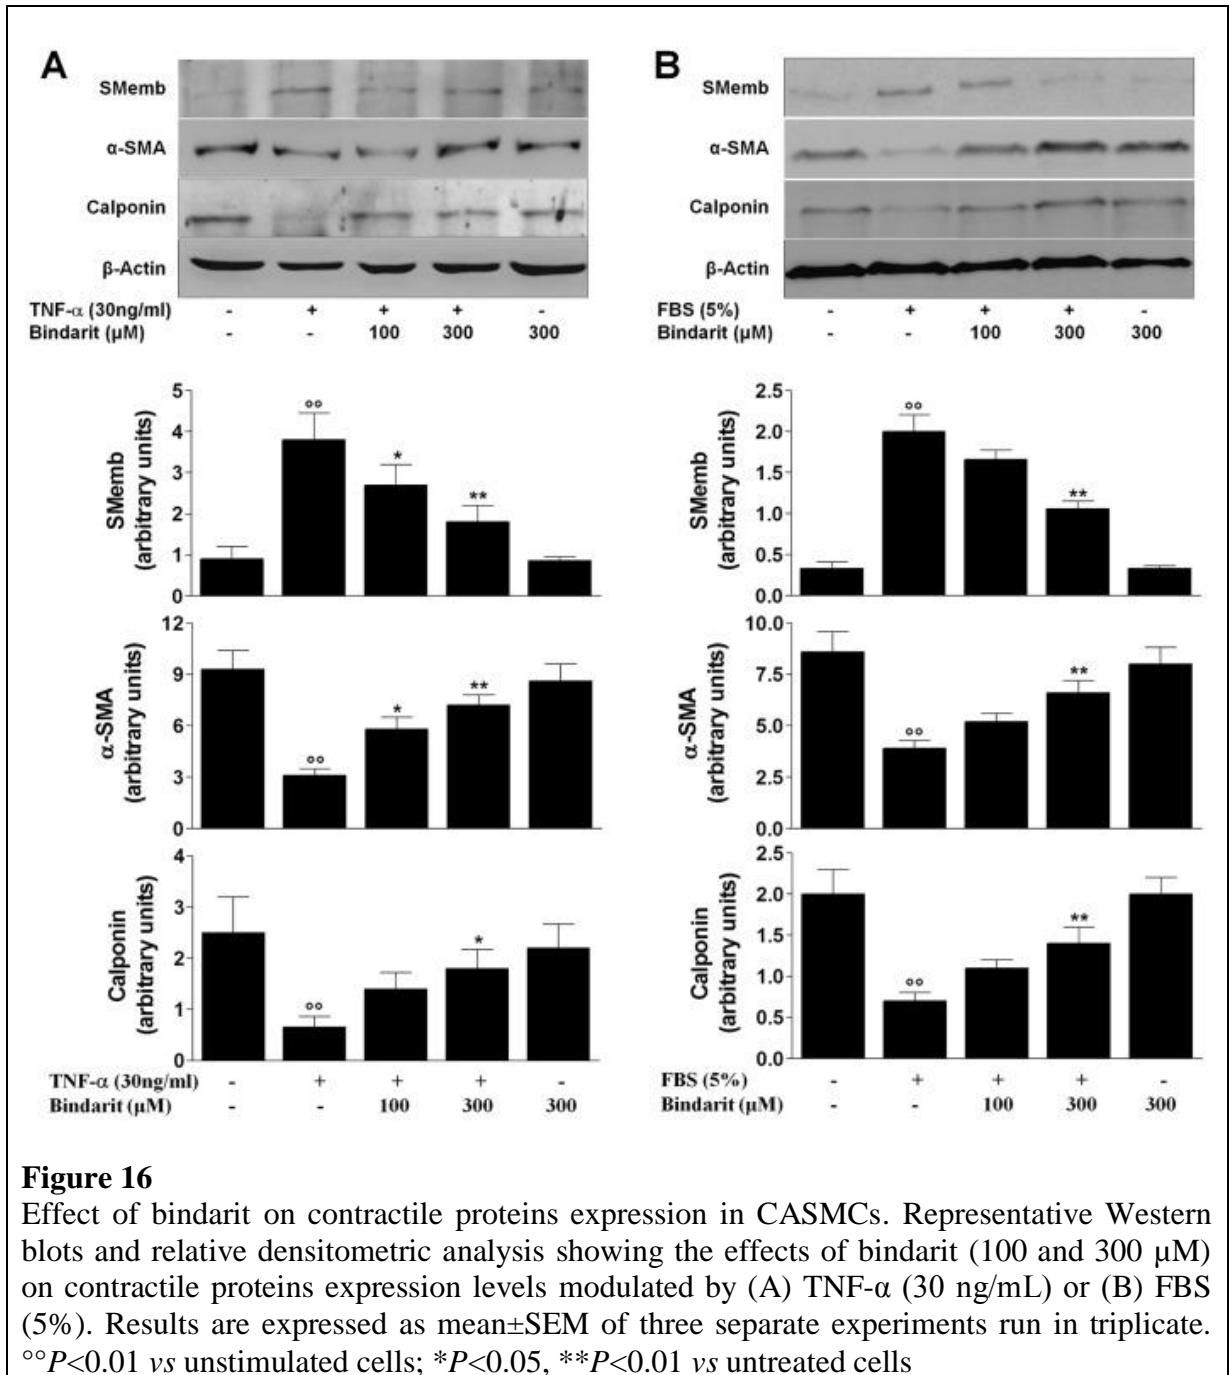 A
SMemb
α-SMA
Calponin
β-Actin
TNF-α (30ng/ml) - + + + -
Bindarit (µM) - - 100 300 300
B
SMemb
α-SMA
Calponin
β-Actin
FBS (5%) - + + + -
Bindarit (µM) - - 100 300 300
SMemb
(arbitrary units)
5
4
3
2
1
0
°°
*
**
α-SMA
(arbitrary units)
12
9
6
3
0
°°
*
**
Calponin
(arbitrary units)
4
3
2
1
0
°°
*
TNF-α (30ng/ml) - + + + -
Bindarit (µM) - - 100 300 300
SMemb
(arbitrary units)
2.5
2.0
1.5
1.0
0.5
0.0
°°
**
α-SMA
(arbitrary units)
10.0
7.5
5.0
2.5
0.0
°°
**
Calponin
(arbitrary units)
2.5
2.0
1.5
1.0
0.5
0.0
°°
**
FBS (5%) - + + + -
Bindarit (µM) - - 100 300 300
Figure 16
Effect of bindarit on contractile proteins expression in CASMCs. Representative Western
blots and relative densitometric analysis showing the effects of bindarit (100 and 300 µM)
on contractile proteins expression levels modulated by (A) TNF-α (30 ng/mL) or (B) FBS
(5%). Results are expressed as mean±SEM of three separate experiments run in triplicate.
°°P<0.01 vs unstimulated cells; *P<0.05, **P<0.01 vs untreated cells